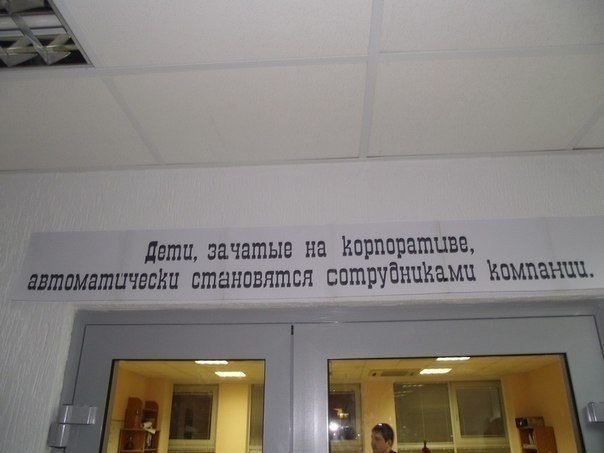 Дети, зачатые на корпоративе,
автоматически становятся сотрудниками компании.